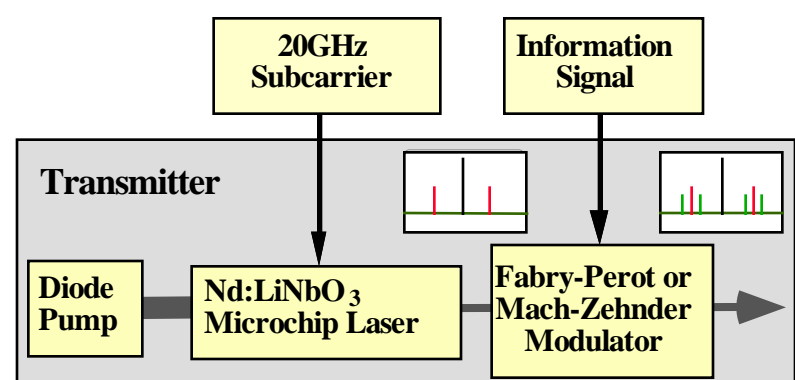 20GHz
Subcarrier
Information
Signal
Transmitter
Diode
Pump
Nd:LiNbO3
Microchip Laser
Fabry-Perot or
Mach-Zehnder
Modulator